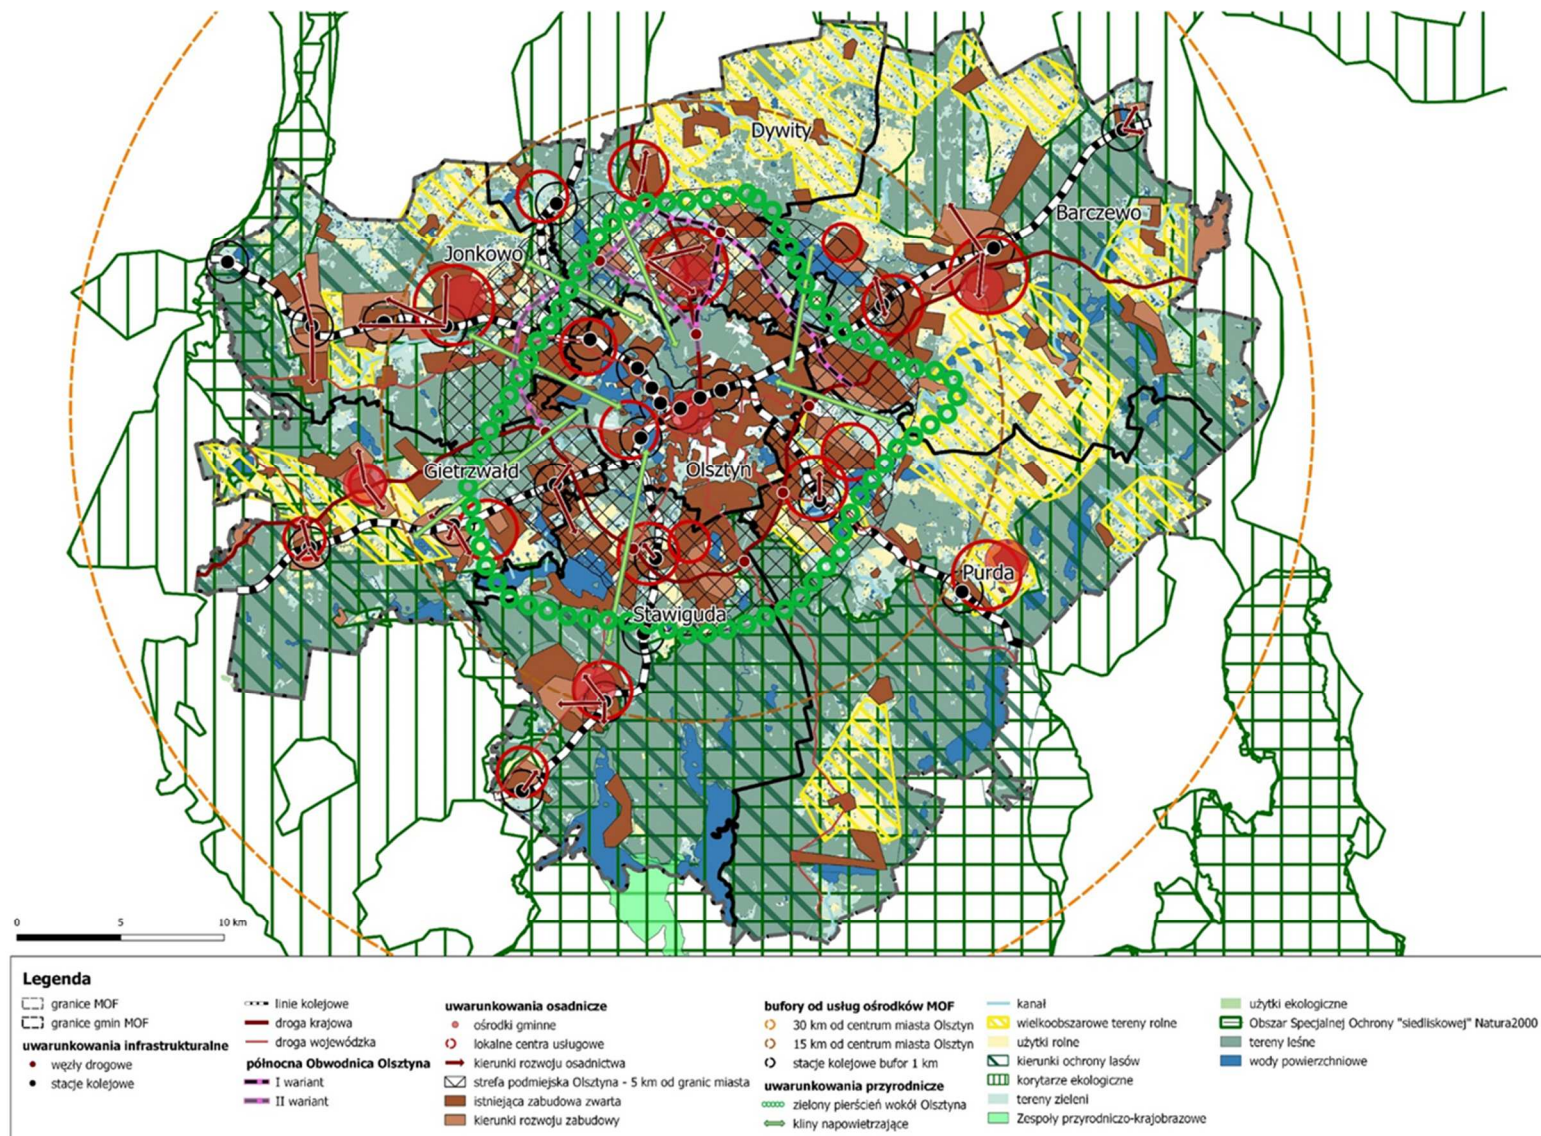 Dywity
Barczewo
Jonkowo
Gietrzwałd
Olsztyn
Purda
Stawiguda
0 5 10 km
Legenda
granice MOF
granice gmin MOF
uwarunkowania infrastrukturalne
węzły drogowe
stacje kolejowe
linie kolejowe
droga krajowa
droga wojewódzka
północna Obwodnica Olsztyna
I wariant
II wariant
uwarunkowania osadnicze
ośrodki gminne
lokalne centra usługowe
kierunki rozwoju osadnictwa
strefa podmiejska Olsztyna - 5 km od granic miasta
istniejąca zabudowa zwarta
kierunki rozwoju zabudowy
bufory od usług ośrodków MOF
30 km od centrum miasta Olsztyn
15 km od centrum miasta Olsztyn
stacje kolejowe bufor 1 km
uwarunkowania przyrodnicze
zielony pierścień wokół Olsztyna
kliny napowietrzające
kanał
wielkoobszarowe tereny rolne
użytki rolne
kierunki ochrony lasów
korytarze ekologiczne
tereny zieleni
Zespoły przyrodniczo-krajobrazowe
użytki ekologiczne
Obszar Specjalnej Ochrony "siedliskowej" Natura2000
tereny leśne
wody powierzchniowe